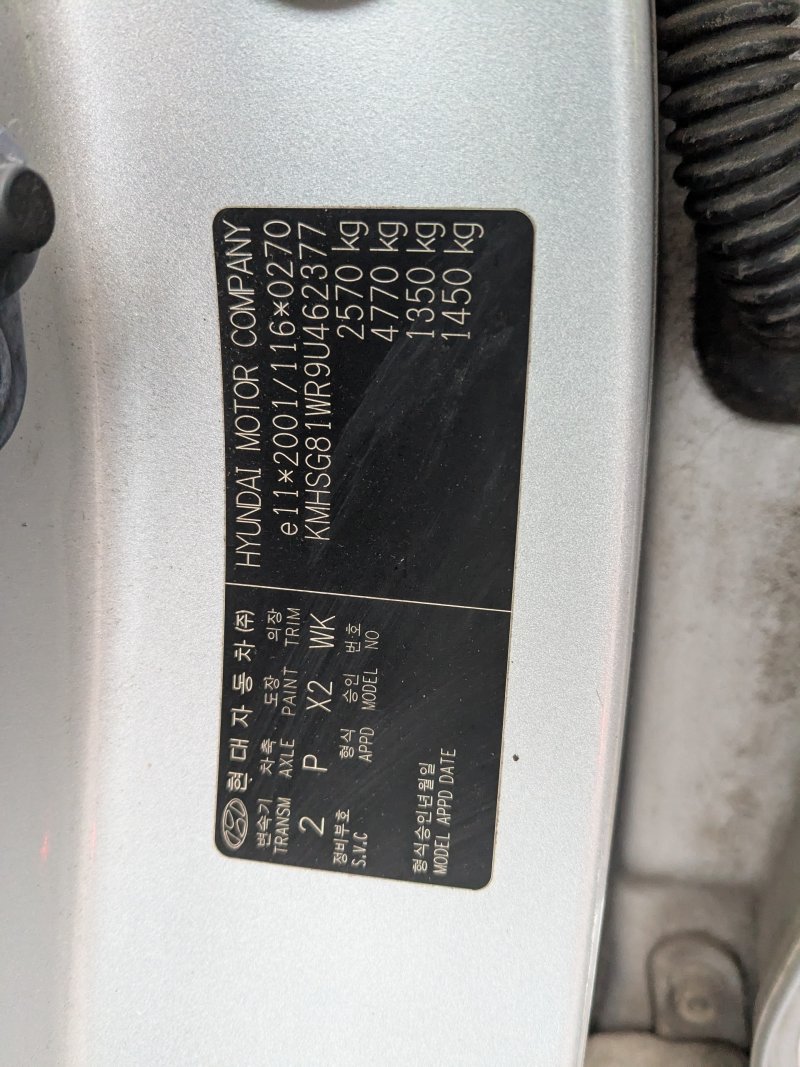 현대자동차(주)
HYUNDAI MOTOR COMPANY
변속기 차축 도장 의장
TRANSM AXLE PAINT TRIM
2 P X2 WK
정비부호 형식 승인 번호
S.V.C APPD MODEL NO
형식승인년월일
MODEL APPD DATE
e11*2001/116*0270
KMHSG81WR9U462377
2570 kg
4770 kg
1350 kg
1450 kg